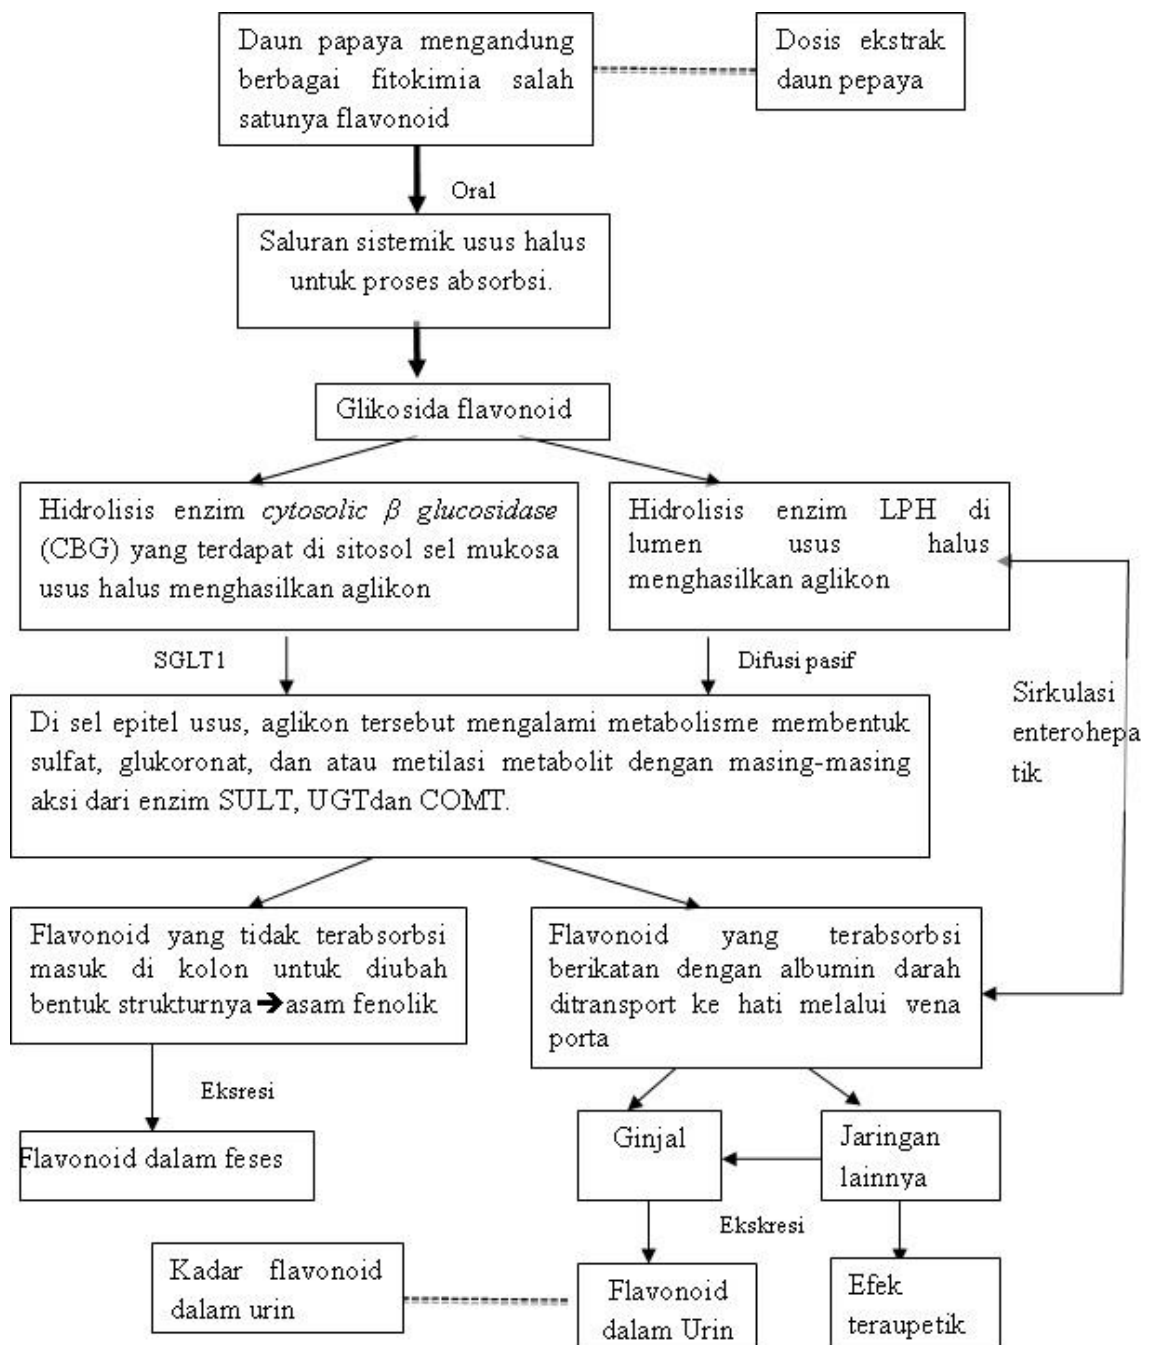 Daun papaya mengandung
berbagai fitokimia salah
satunya flavonoid
Dosis ekstrak
daun pepaya
Oral
Saluran sistemik usus halus
untuk proses absorbsi.
Glikosida flavonoid
Hidrolisis enzim cytosolic β glucosidase
(CBG) yang terdapat di sitosol sel mukosa
usus halus menghasilkan aglikon
Hidrolisis enzim LPH di
lumen usus halus
menghasilkan aglikon
SGLT1
Difusi pasif
Sirkulasi
enterohepa
tik
Di sel epitel usus, aglikon tersebut mengalami metabolisme membentuk
sulfat, glukoronat, dan atau metilasi metabolit dengan masing-masing
aksi dari enzim SULT, UGTdan COMT.
Flavonoid yang tidak terabsorbsi
masuk di kolon untuk diubah
bentuk strukturnya ➔asam fenolik
Flavonoid yang terabsorbsi
berikatan dengan albumin darah
ditransport ke hati melalui vena
porta
Eksresi
Flavonoid dalam feses
Ginjal
Jaringan
lainnya
Ekskresi
Kadar flavonoid
dalam urin
Flavonoid
dalam Urin
Efek
teraupetik